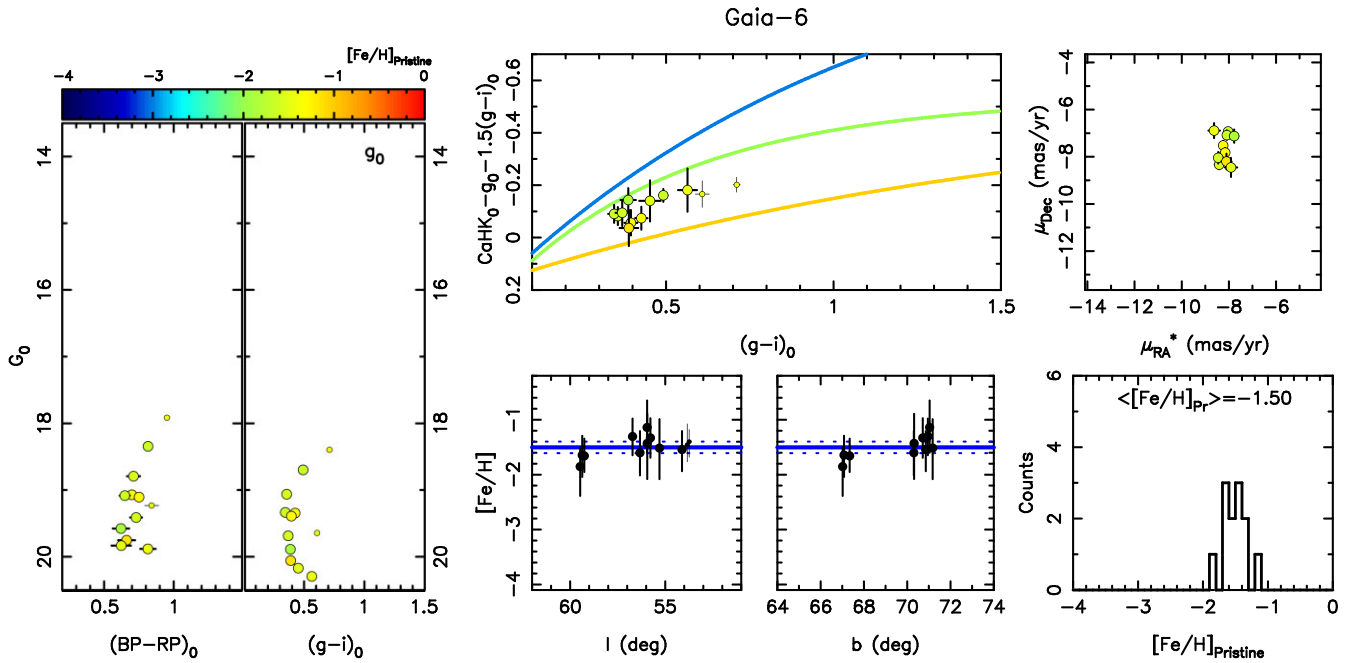 Gaia−6
[Fe/H]Pristine
−4 −3 −2 −1 0
g0
14 16 18 20
G0
14 16 18 20
0.5 1
0.5 1 1.5
(BP−RP)0
(g−i)0
CaHK0−g0−1.5(g−i)0
−0.6 −0.4 −0.2 0 0.2
0.5 1 1.5
(g−i)0
μDec (mas/yr)
−4 −6 −8 −10 −12
−14 −12 −10 −8 −6
μRA* (mas/yr)
[Fe/H]
−1 −2 −3 −4
60 55
l (deg)
64 66 68 70 72 74
b (deg)
<[Fe/H]Pr>=−1.50
Counts
0 2 4 6
−4 −3 −2 −1 0
[Fe/H]Pristine